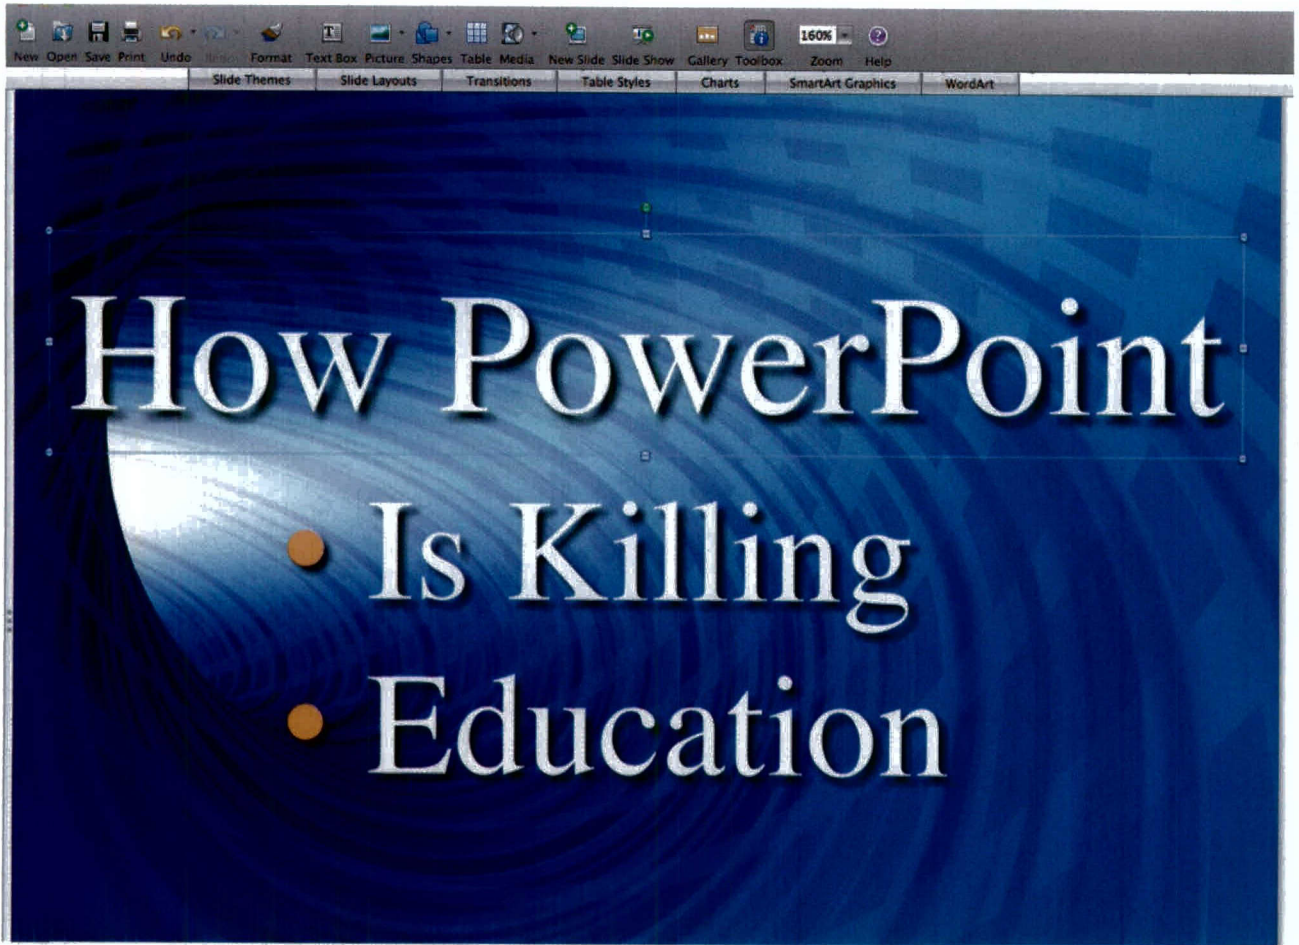 New Open Save Print Undo Format Text Box Picture Shapes Table Media New Slide Slide Show Gallery Toolbox 160% Zoom Help
Slide Themes Slide Layouts Transitions Table Styles Charts SmartArt Graphics WordArt
How PowerPoint
• Is Killing
• Education